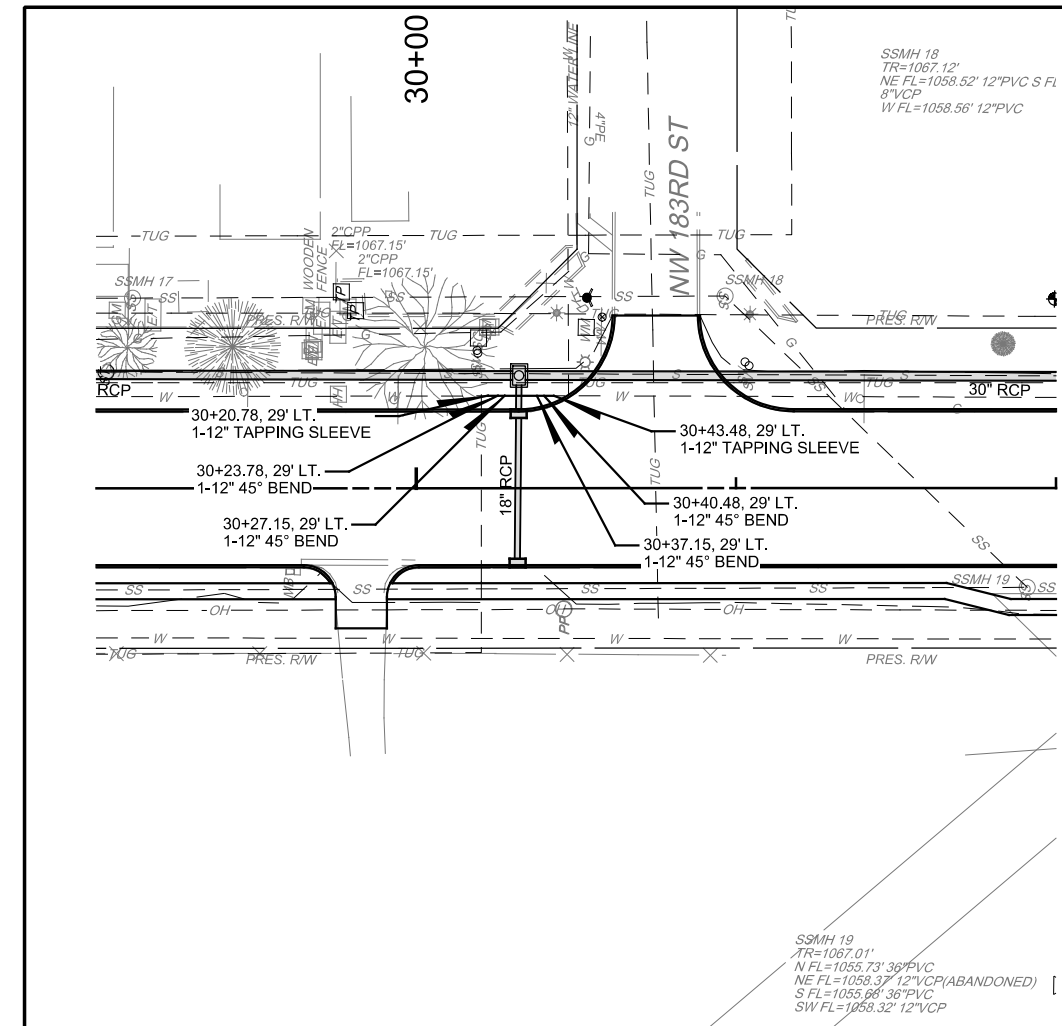 30+00
12" WATER LINE
W
G
4"PE
TUG
NW 183RD ST
SSMH 18
TR=1067.12'
NE FL=1058.52' 12"PVC S FL
8"VCP
W FL=1058.56' 12"PVC
TUG
TUG
TUG
TUG
WOODEN
FENCE
2"CPP
FL=1067.15'
2"CPP
FL=1067.15'
SSMH 17
SS
SS
SS
SSMH 18
PRES. R/W
PRES. R/W
TUG
G
G
G
WM
RCP
TUG
30" RCP
TUG
S
S
W
W
W
W
W
G
30+20.78, 29' LT.
1-12" TAPPING SLEEVE
30+43.48, 29' LT.
1-12" TAPPING SLEEVE
30+23.78, 29' LT.
1-12" 45° BEND
TUG
TUG
18" RCP
30+40.48, 29' LT.
1-12" 45° BEND
30+27.15, 29' LT.
1-12" 45° BEND
30+37.15, 29' LT.
1-12" 45° BEND
SS
MB
SS
SS
SS
SS
SSMH 19
SS
OH
OH
OH
PP
W
W
W
W
TUG
PRES. R/W
TUG
PRES. R/W
SSMH 19
TR=1067.01'
N FL=1055.73' 36"PVC
NE FL=1058.37' 12"VCP(ABANDONED)
S FL=1055.68' 36"PVC
SW FL=1058.32' 12"VCP